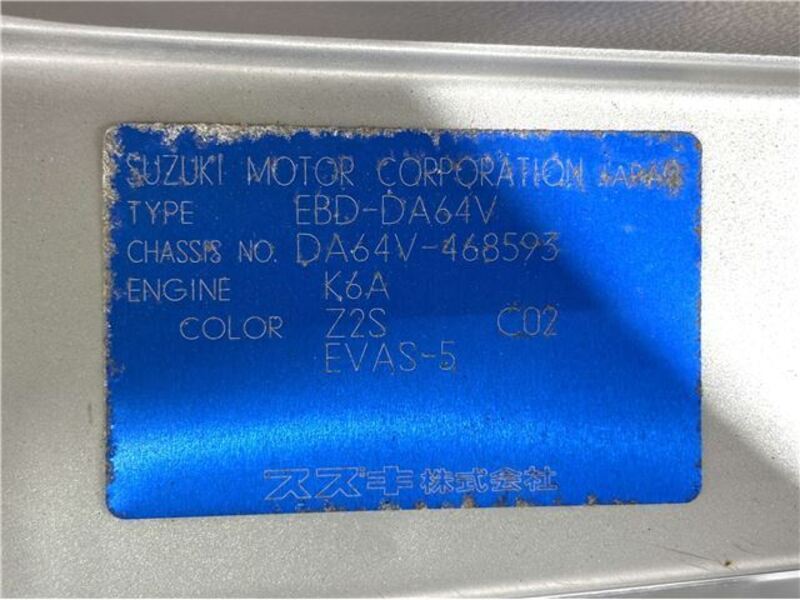 SUZUKI MOTOR CORPORATION JAPAN
TYPE EBD-DA64V
CHASSIS NO. DA64V-468593
ENGINE K6A
COLOR Z2S C02
EVAS-5
スズキ株式会社